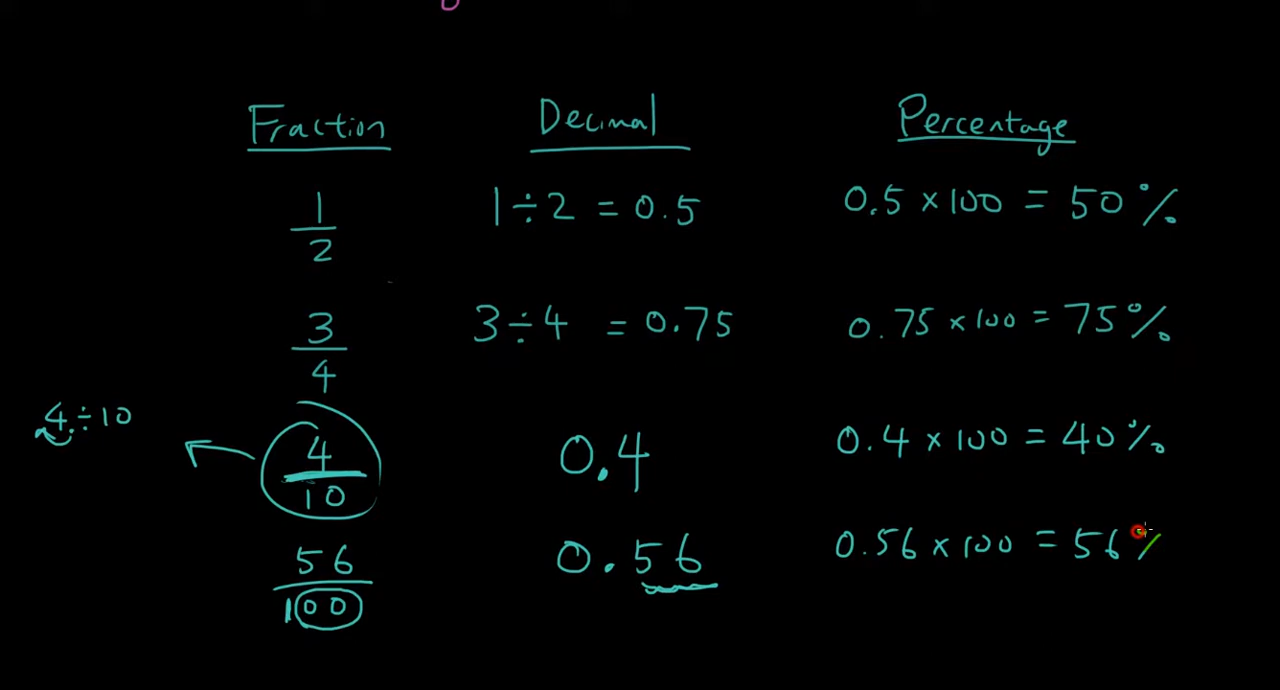 Fraction Decimal Percentage
1/2 1 ÷ 2 = 0.5 0.5 × 100 = 50%
3/4 3 ÷ 4 = 0.75 0.75 × 100 = 75%
4. ÷ 10 4/10 0.4 0.4 × 100 = 40%
56/100 0.56 0.56 × 100 = 56%